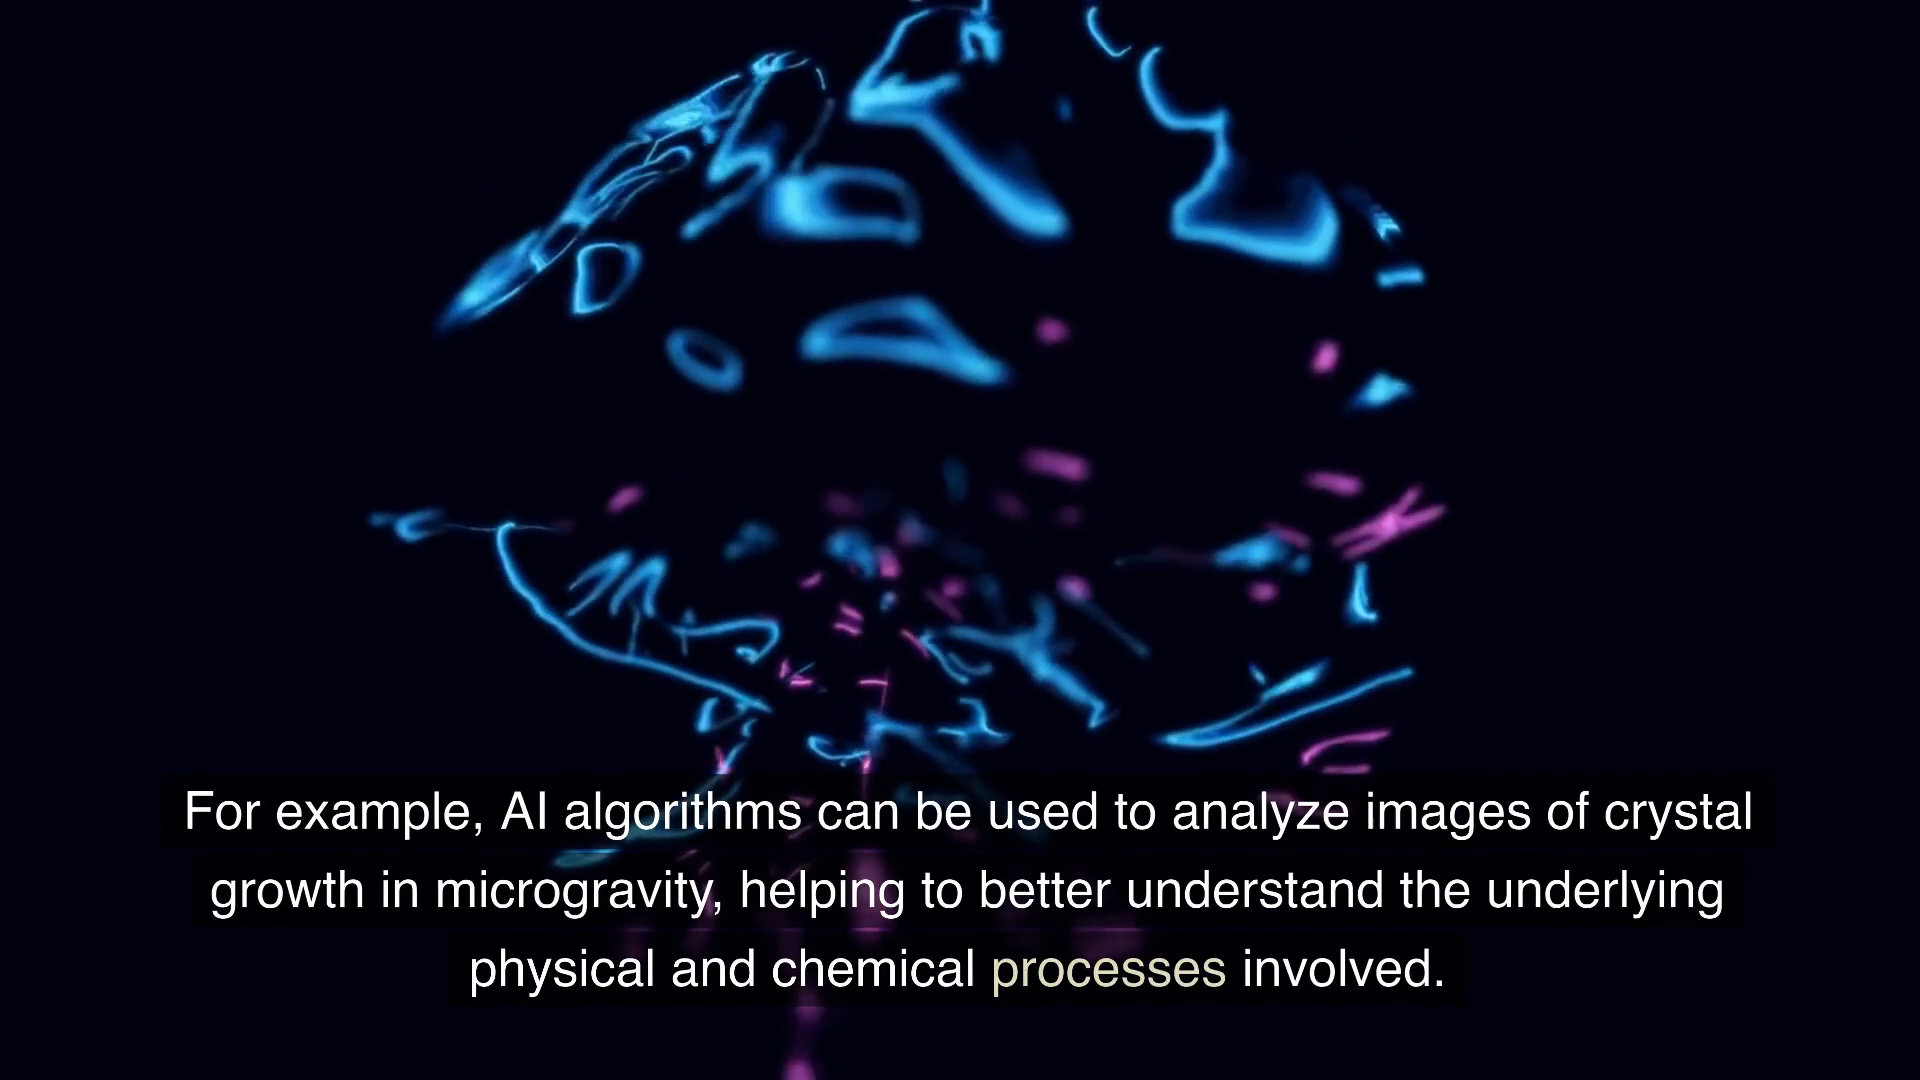 For example, AI algorithms can be used to analyze images of crystal
growth in microgravity, helping to better understand the underlying
physical and chemical processes involved.